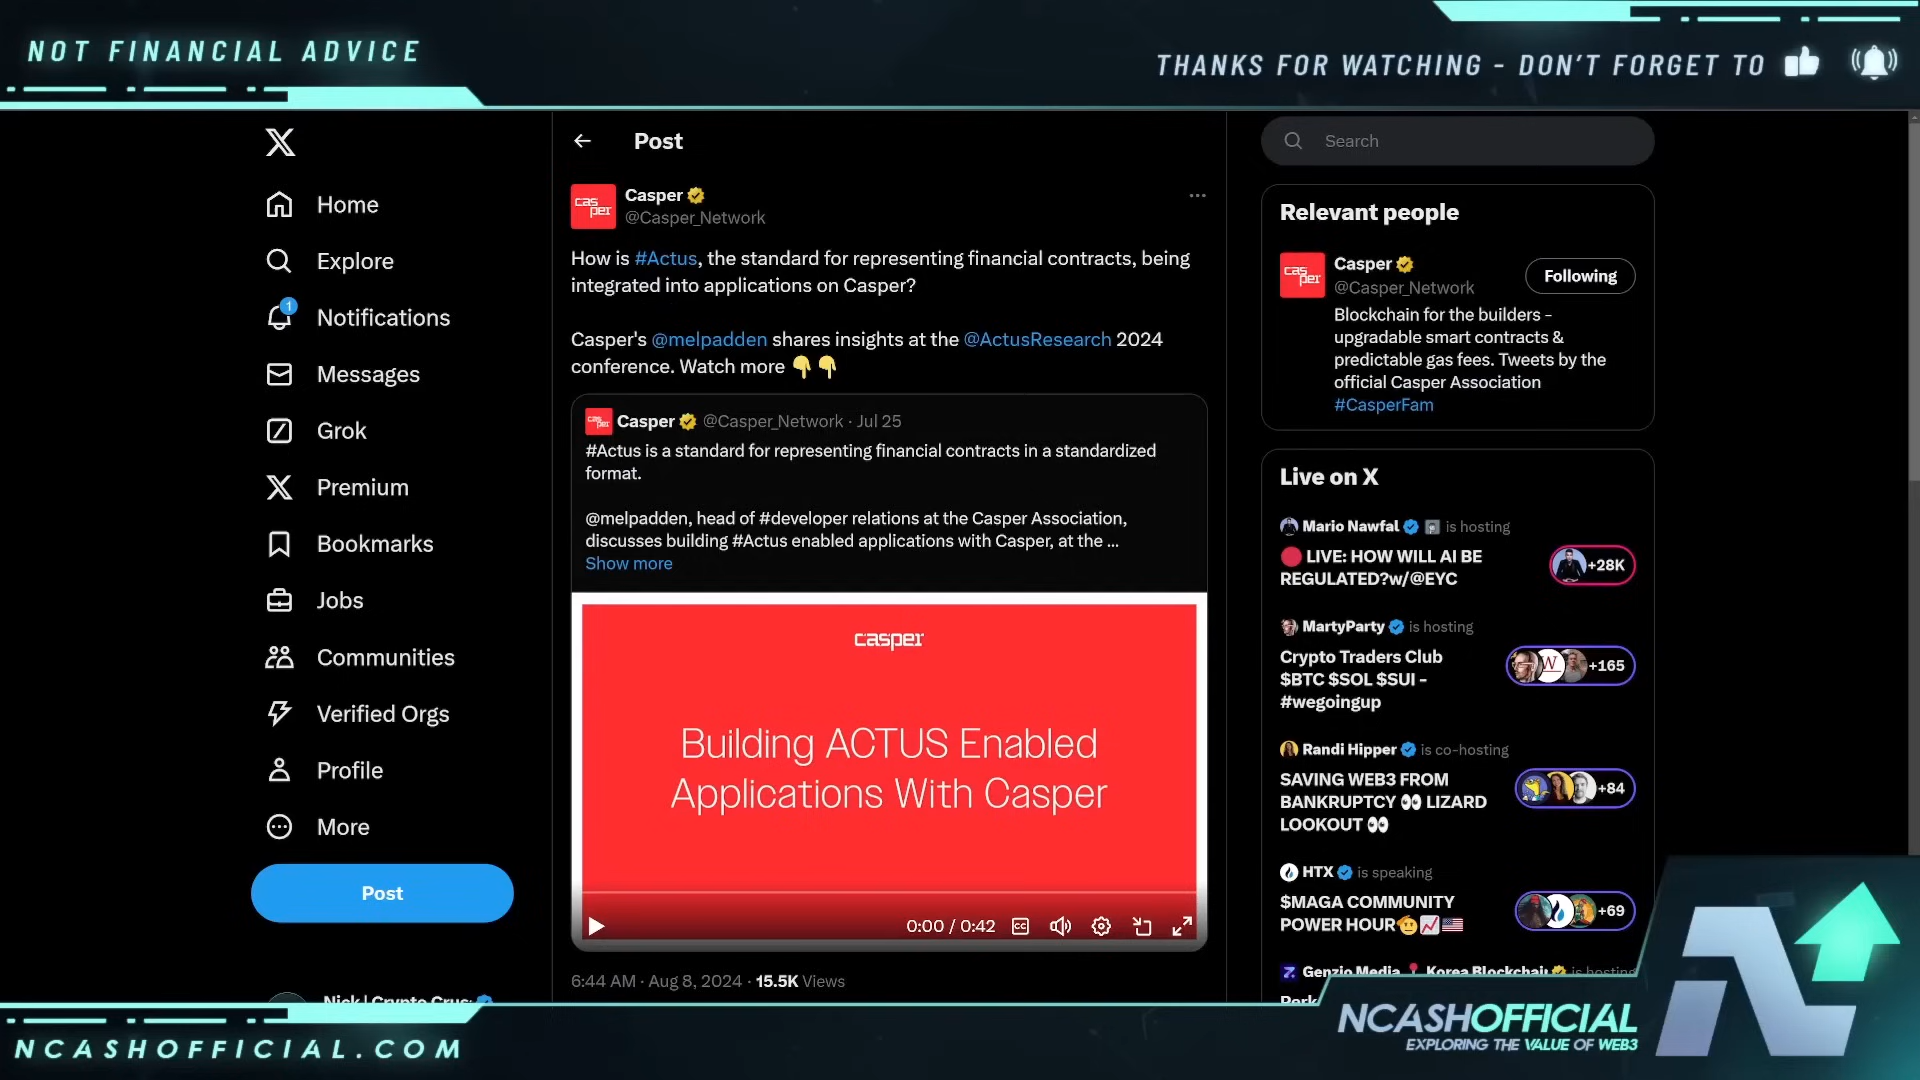 NOT FINANCIAL ADVICE
THANKS FOR WATCHING - DON'T FORGET TO
Home
Explore
1
Notifications
Messages
Grok
Premium
Bookmarks
Jobs
Communities
Verified Orgs
Profile
More
Post
Post
casper
Casper
@Casper_Network
How is #Actus, the standard for representing financial contracts, being
integrated into applications on Casper?
Casper's @melpadden shares insights at the @ActusResearch 2024
conference. Watch more 👇👇
casper
Casper @Casper_Network · Jul 25
#Actus is a standard for representing financial contracts in a standardized
format.
@melpadden, head of #developer relations at the Casper Association,
discusses building #Actus enabled applications with Casper, at the ...
Show more
casper
Building ACTUS Enabled
Applications With Casper
0:00 / 0:42
CC
6:44 AM · Aug 8, 2024 · 15.5K Views
Search
Relevant people
casper
Casper
@Casper_Network
Following
Blockchain for the builders -
upgradable smart contracts &
predictable gas fees. Tweets by the
official Casper Association
#CasperFam
Live on X
Mario Nawfal is hosting
🔴 LIVE: HOW WILL AI BE
REGULATED?w/@EYC
+28K
MartyParty is hosting
Crypto Traders Club
$BTC $SOL $SUI -
#wegoingup
W
+165
Randi Hipper is co-hosting
SAVING WEB3 FROM
BANKRUPTCY 👀 LIZARD
LOOKOUT 👀
+84
HTX is speaking
$MAGA COMMUNITY
POWER HOUR🫡📈🇺🇸
+69
Genzio Media📍Korea Blockchain is hosting
Nick | Crypto Crus
NCASHOFFICIAL.COM
NCASHOFFICIAL
EXPLORING THE VALUE OF WEB3